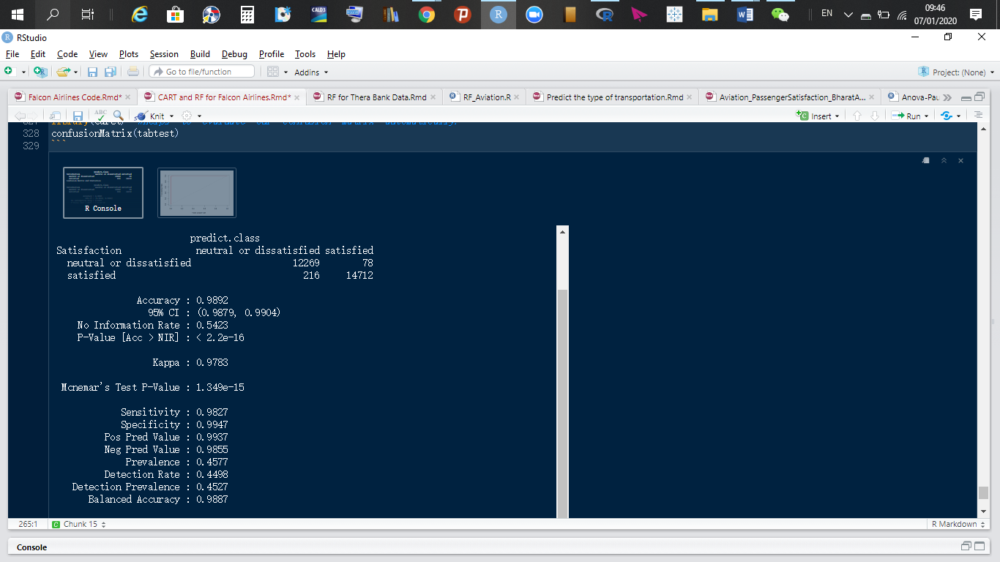 CALD3
EN
09:46
07/01/2020
RStudio
File Edit Code View Plots Session Build Debug Profile Tools Help
Go to file/function
Addins
Project: (None)
Falcon Airlines Code.Rmd*
CART and RF for Falcon Airlines.Rmd*
RF for Thera Bank Data.Rmd
RF_Aviation.R
Predict the type of transportation.Rmd
Aviation_PassengerSatisfaction_BharatA...
Anova-Pau
ABC
Knit
Insert
Run
328 confusionMatrix(tabtest)
329 ```
R Console
predict.class
Satisfaction neutral or dissatisfied satisfied
neutral or dissatisfied 12269 78
satisfied 216 14712
Accuracy : 0.9892
95% CI : (0.9879, 0.9904)
No Information Rate : 0.5423
P-Value [Acc > NIR] : < 2.2e-16
Kappa : 0.9783
Mcnemar's Test P-Value : 1.349e-15
Sensitivity : 0.9827
Specificity : 0.9947
Pos Pred Value : 0.9937
Neg Pred Value : 0.9855
Prevalence : 0.4577
Detection Rate : 0.4498
Detection Prevalence : 0.4527
Balanced Accuracy : 0.9887
265:1 Chunk 15
R Markdown
Console